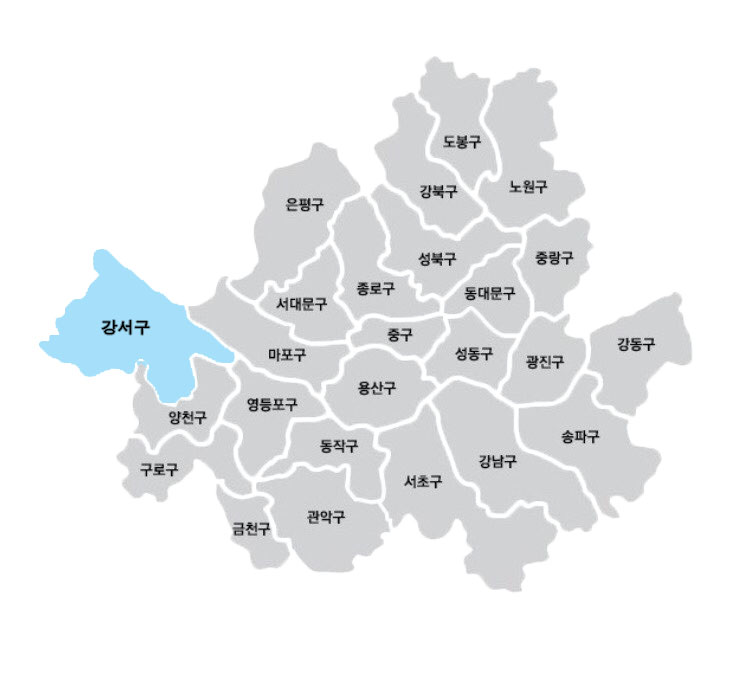 도봉구
노원구
강북구
은평구
성북구
중랑구
종로구
동대문구
서대문구
강서구
중구
강동구
마포구
성동구
광진구
용산구
영등포구
양천구
송파구
동작구
강남구
구로구
서초구
관악구
금천구